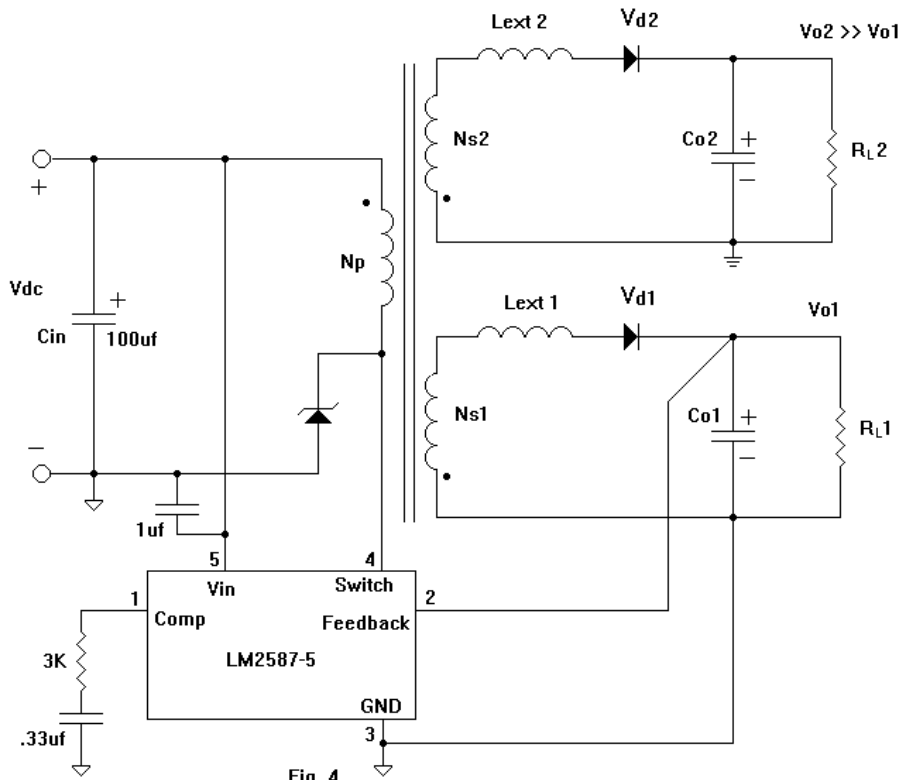 Lext 2
Vd2
Vo2 >> Vo1
Ns2
Co2
+
−
RL2
+
Np
Vdc
Cin
+
100uf
−
1uf
Lext 1
Vd1
Vo1
Ns1
Co1
+
−
RL1
5
4
Vin
Switch
1
2
Comp
Feedback
LM2587-5
3K
GND
3
.33uf
Fig. 4